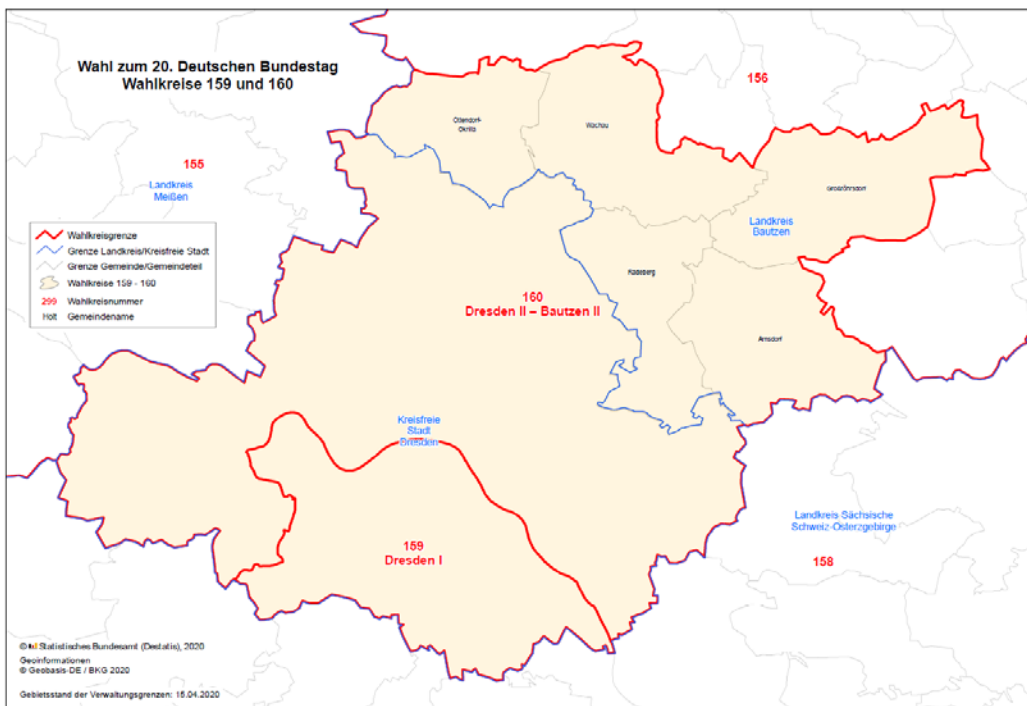 Wahl zum 20. Deutschen Bundestag
Wahlkreise 159 und 160
156
Ottendorf-
Okrilla
Wachau
155
Landkreis
Meißen
Großröhrsdorf
Landkreis
Bautzen
Wahlkreisgrenze
Grenze Landkreis/Kreisfreie Stadt
Grenze Gemeinde/Gemeindeteil
Wahlkreise 159 - 160
299 Wahlkreisnummer
Holt Gemeindename
Radeberg
160
Dresden II – Bautzen II
Arnsdorf
Kreisfreie
Stadt
Dresden
Landkreis Sächsische
Schweiz-Osterzgebirge
159
Dresden I
158
© Statistisches Bundesamt (Destatis), 2020
Geoinformationen
© Geobasis-DE / BKG 2020
Gebietsstand der Verwaltungsgrenzen: 15.04.2020